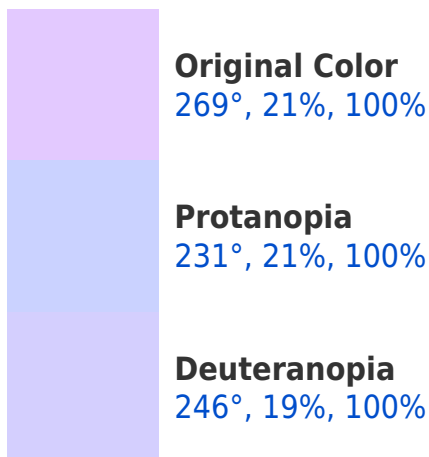 Original Color
269°, 21%, 100%
Protanopia
231°, 21%, 100%
Deuteranopia
246°, 19%, 100%